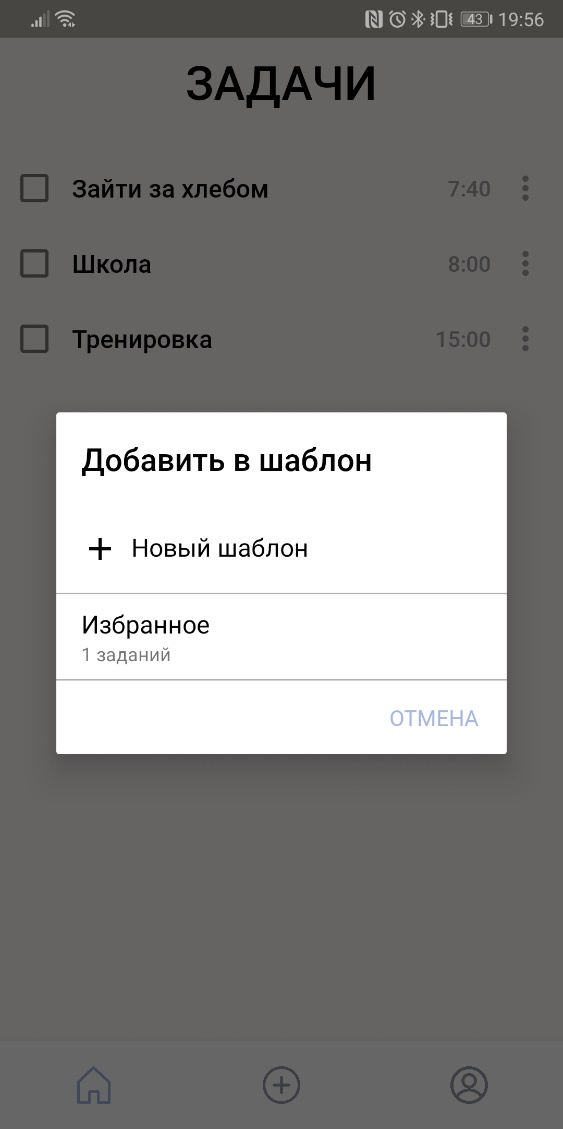 43 19:56
ЗАДАЧИ
Зайти за хлебом 7:40
Школа 8:00
Тренировка 15:00
Добавить в шаблон
Новый шаблон
Избранное
1 заданий
ОТМЕНА